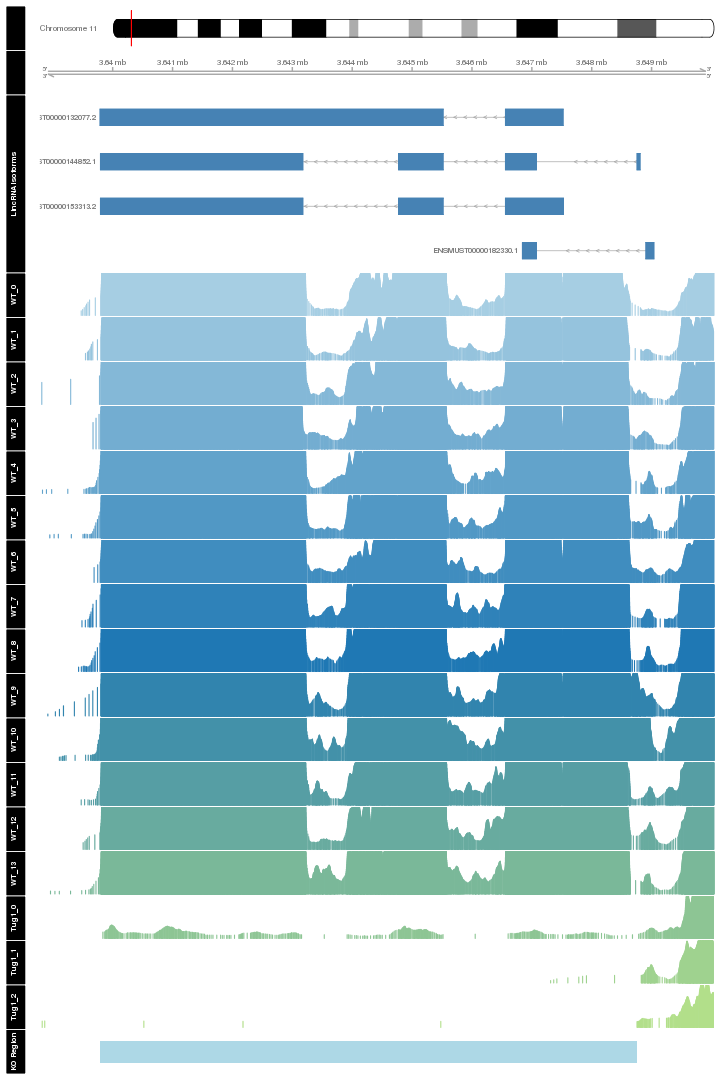 Chromosome 11
5' 3'
3' 5'
3.641 mb 3.642 mb 3.643 mb 3.644 mb 3.645 mb 3.646 mb 3.647 mb 3.648 mb 3.649 mb
LincRNA Isoforms
ST00000132077.2
ST00000144852.1
ST00000153313.2
ENSMUST00000182330.1
WT_0
WT_1
WT_2
WT_3
WT_4
WT_5
WT_6
WT_7
WT_8
WT_9
WT_10
WT_11
WT_12
WT_13
Tug1_0
Tug1_1
Tug1_2
KO Region